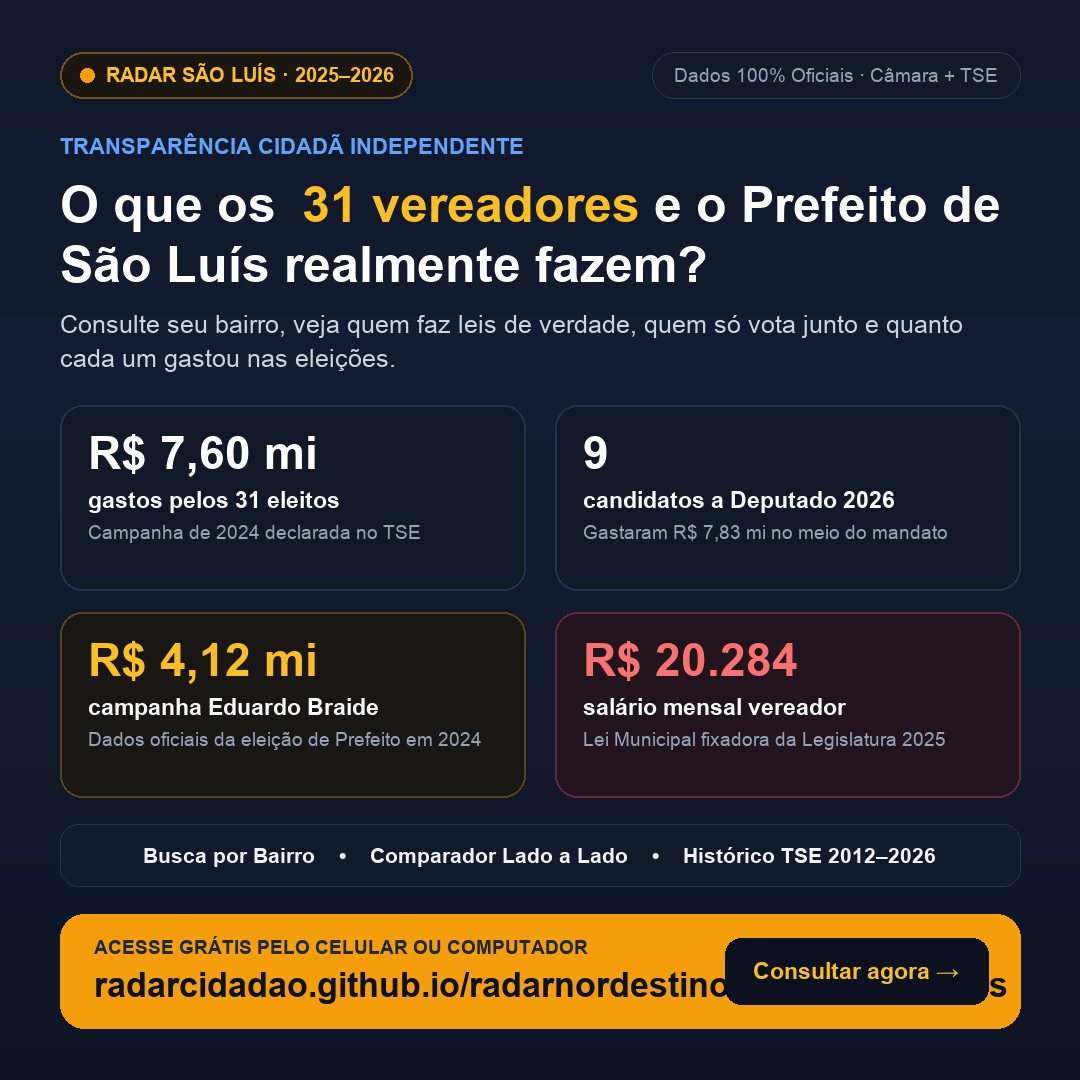 RADAR SÃO LUÍS · 2025–2026
Dados 100% Oficiais · Câmara + TSE
TRANSPARÊNCIA CIDADÃ INDEPENDENTE
O que os 31 vereadores e o Prefeito de
São Luís realmente fazem?
Consulte seu bairro, veja quem faz leis de verdade, quem só vota junto e quanto
cada um gastou nas eleições.
R$ 7,60 mi
gastos pelos 31 eleitos
Campanha de 2024 declarada no TSE
9
candidatos a Deputado 2026
Gastaram R$ 7,83 mi no meio do mandato
R$ 4,12 mi
campanha Eduardo Braide
Dados oficiais da eleição de Prefeito em 2024
R$ 20.284
salário mensal vereador
Lei Municipal fixadora da Legislatura 2025
Busca por Bairro • Comparador Lado a Lado • Histórico TSE 2012–2026
ACESSE GRÁTIS PELO CELULAR OU COMPUTADOR
radarcidadao.github.io/radarnordestino
Consultar agora →